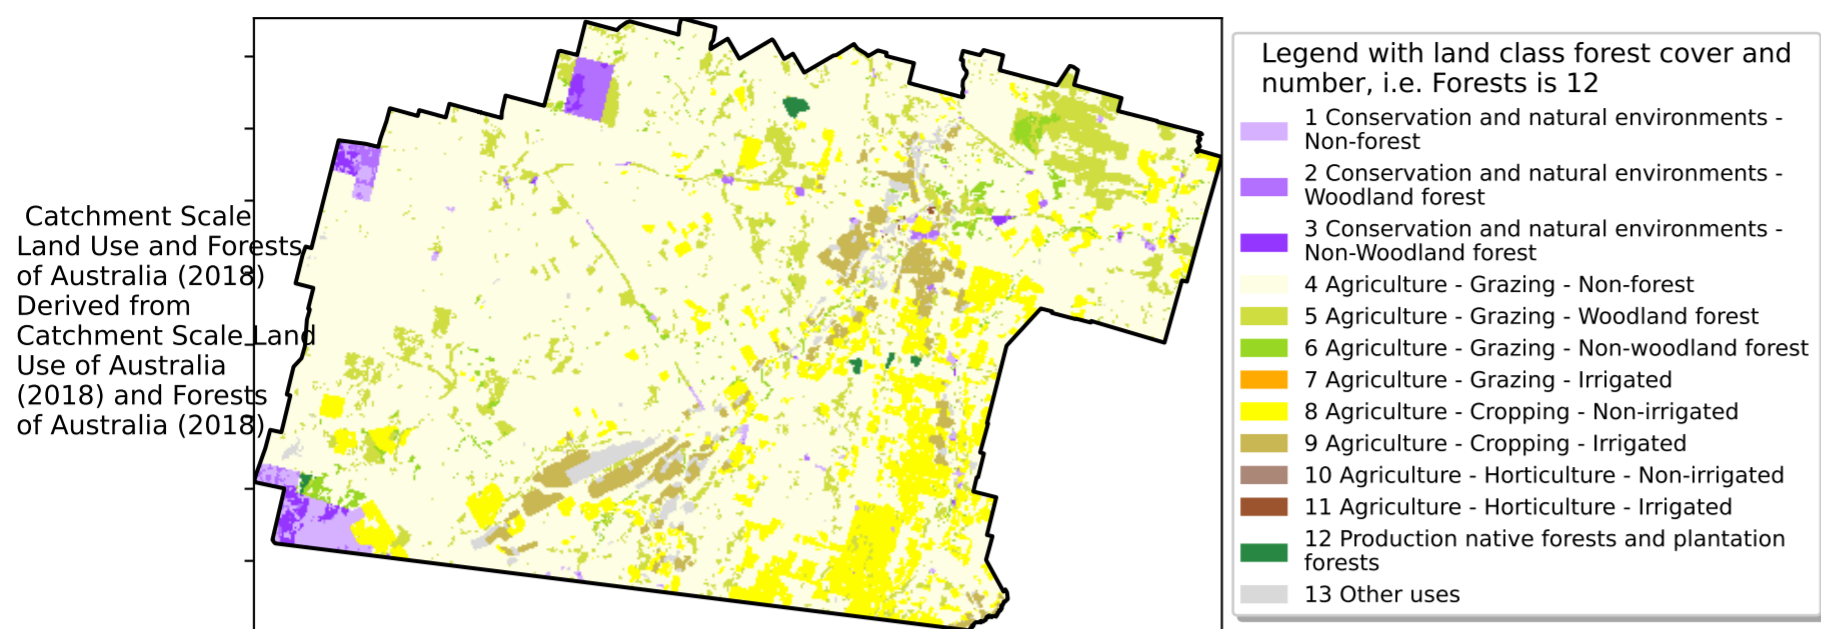 Catchment Scale
Land Use and Forests
of Australia (2018)
Derived from
Catchment Scale Land
Use of Australia
(2018) and Forests
of Australia (2018)
Legend with land class forest cover and
number, i.e. Forests is 12
1 Conservation and natural environments -
Non-forest
2 Conservation and natural environments -
Woodland forest
3 Conservation and natural environments -
Non-Woodland forest
4 Agriculture - Grazing - Non-forest
5 Agriculture - Grazing - Woodland forest
6 Agriculture - Grazing - Non-woodland forest
7 Agriculture - Grazing - Irrigated
8 Agriculture - Cropping - Non-irrigated
9 Agriculture - Cropping - Irrigated
10 Agriculture - Horticulture - Non-irrigated
11 Agriculture - Horticulture - Irrigated
12 Production native forests and plantation
forests
13 Other uses